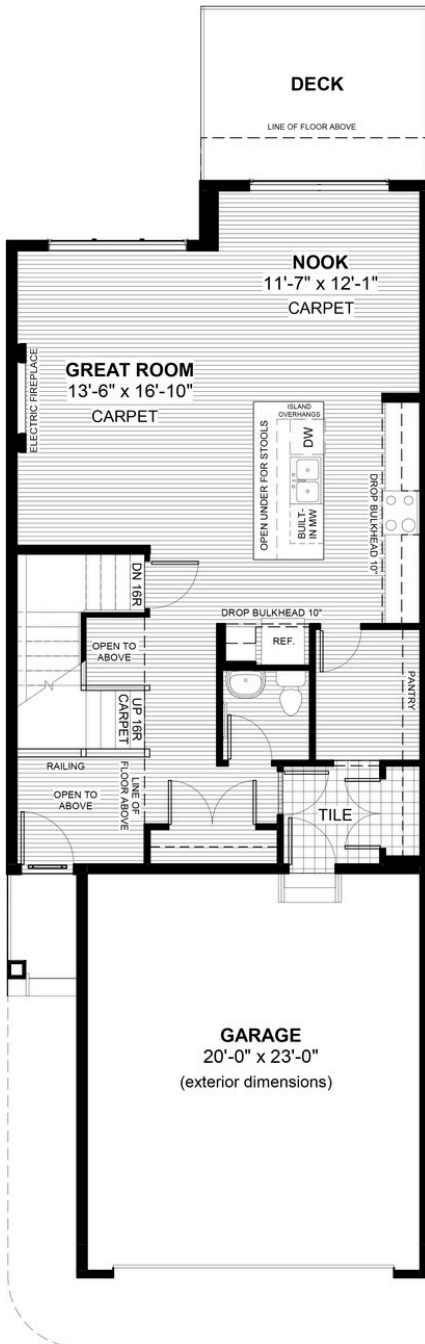 DECK
LINE OF FLOOR ABOVE
NOOK
11'-7" x 12'-1"
CARPET
ELECTRIC FIREPLACE
GREAT ROOM
13'-6" x 16'-10"
CARPET
ISLAND
OVERHANGS
DW
OPEN UNDER FOR STOOLS
BUILT-
IN MW
DROP BULKHEAD 10"
DN 16R
DROP BULKHEAD 10"
REF.
OPEN TO
ABOVE
PANTRY
UP 16R
CARPET
RAILING
OPEN TO
ABOVE
LINE OF
FLOOR ABOVE
TILE
GARAGE
20'-0" x 23'-0"
(exterior dimensions)